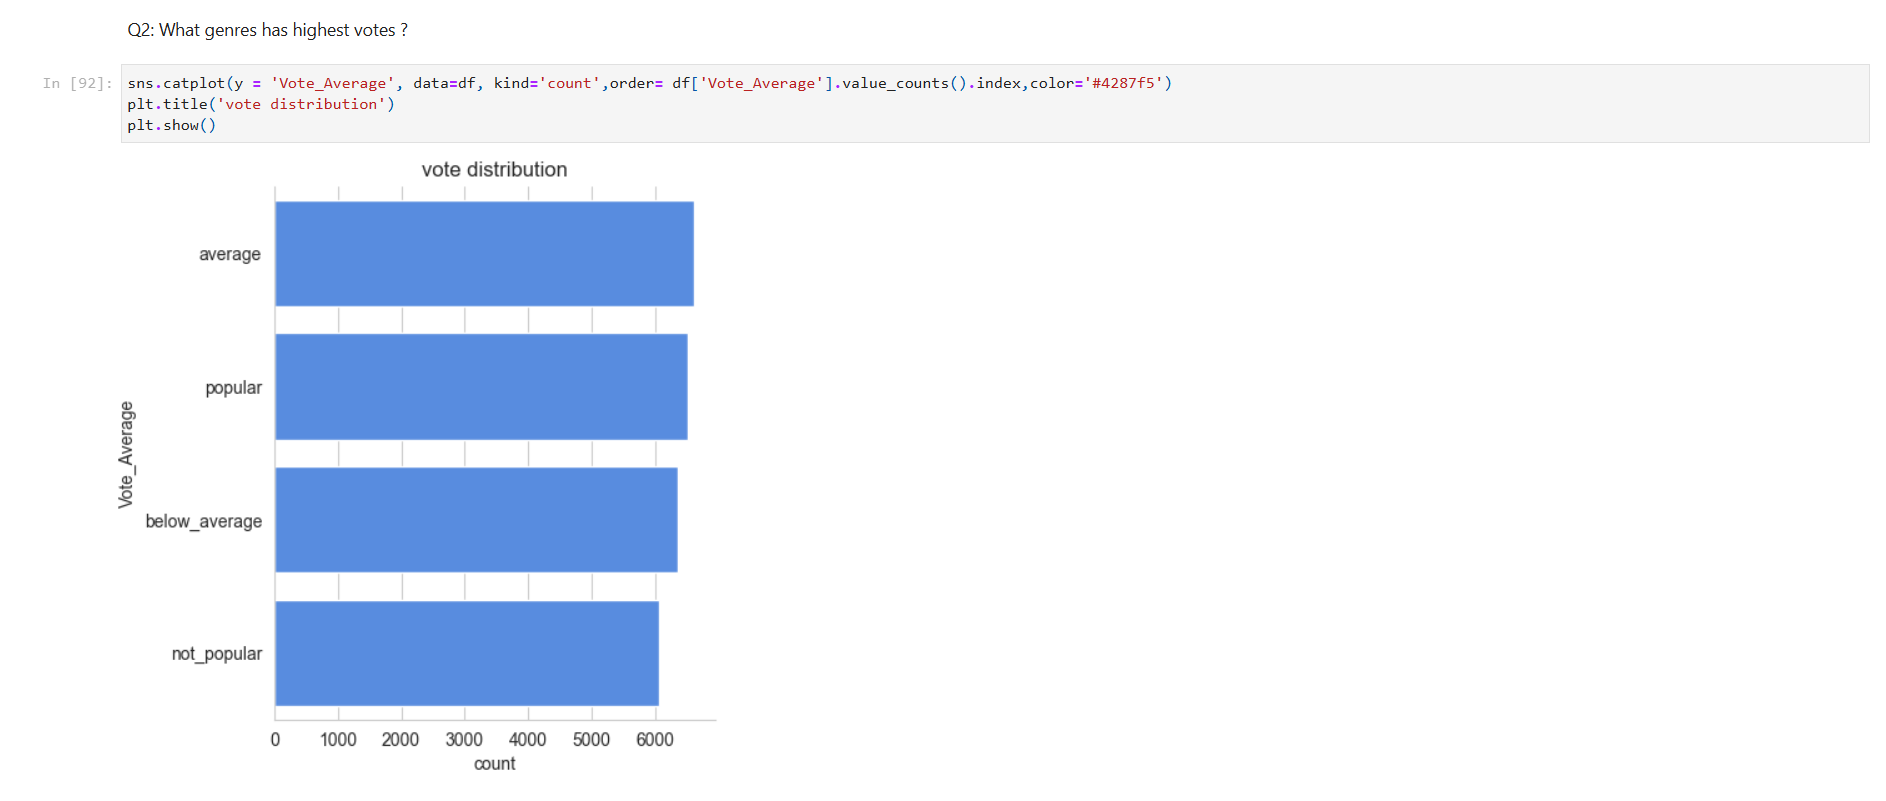 Q2: What genres has highest votes ?
In [92]:
sns.catplot(y = 'Vote_Average', data=df, kind='count',order= df['Vote_Average'].value_counts().index,color='#4287f5')
plt.title('vote distribution')
plt.show()
vote distribution
average
popular
below_average
not_popular
Vote_Average
0 1000 2000 3000 4000 5000 6000
count